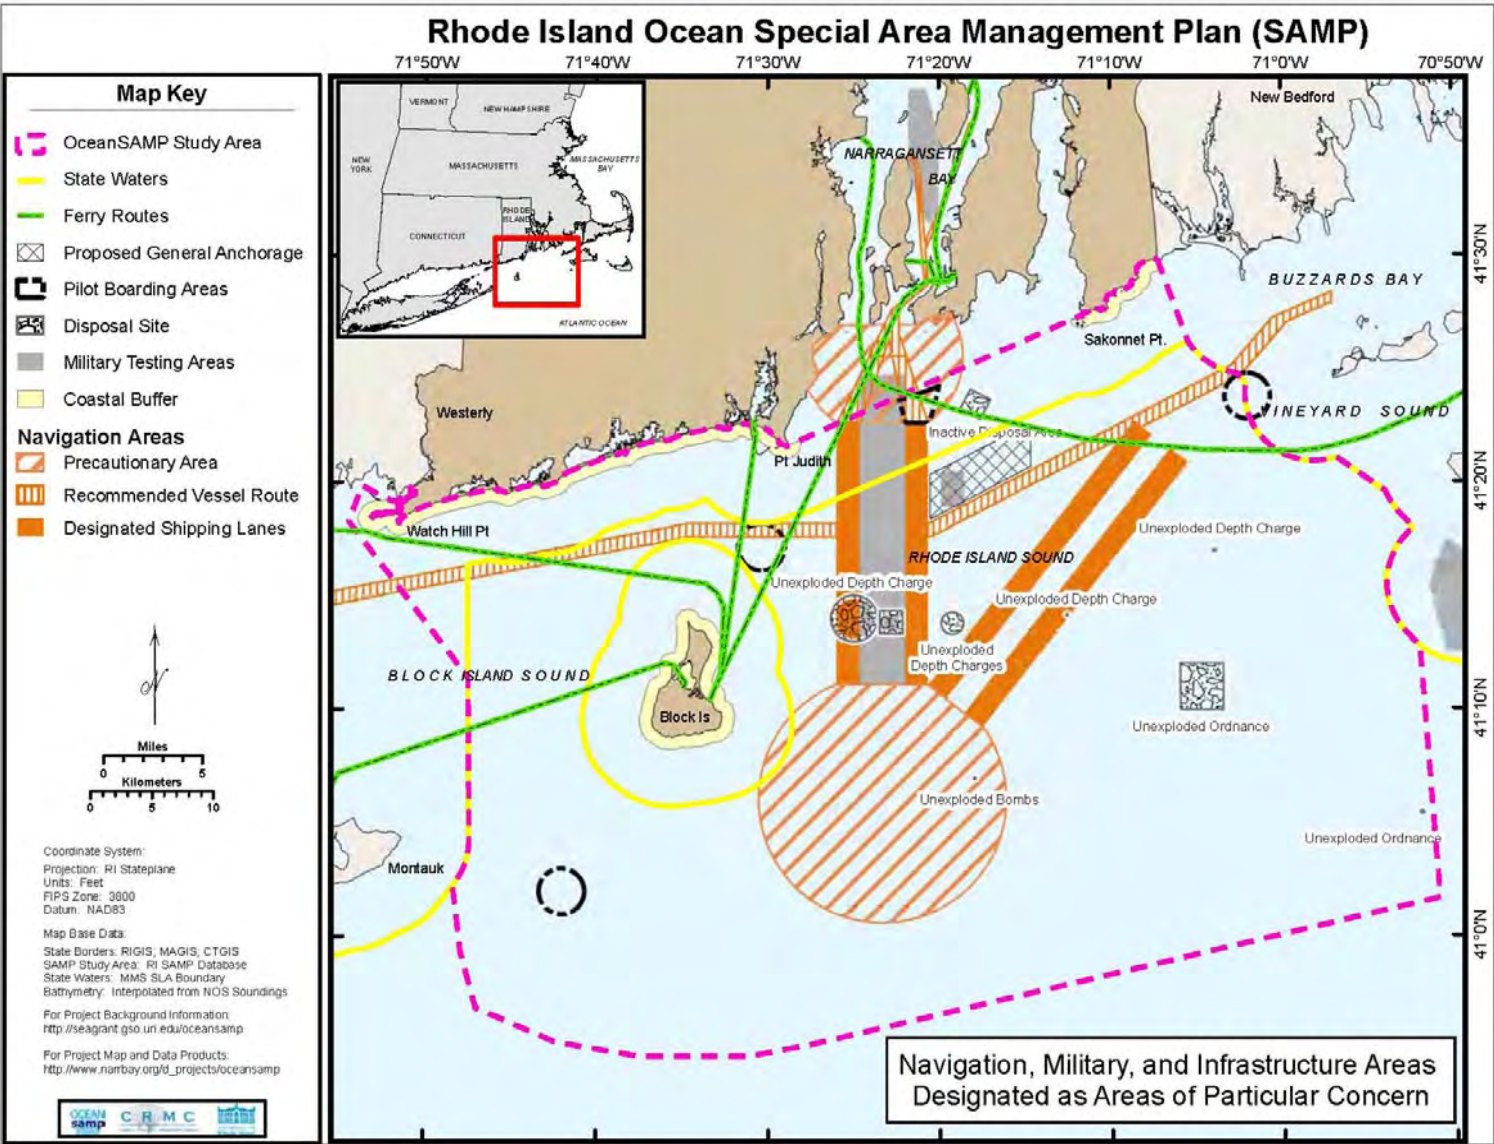 Rhode Island Ocean Special Area Management Plan (SAMP)
71°50'W 71°40'W 71°30'W 71°20'W 71°10'W 71°0'W 70°50'W
Map Key
OceanSAMP Study Area
State Waters
Ferry Routes
Proposed General Anchorage
Pilot Boarding Areas
Disposal Site
Military Testing Areas
Coastal Buffer
Navigation Areas
Precautionary Area
Recommended Vessel Route
Designated Shipping Lanes
Miles
0 5
Kilometers
0 5 10
Coordinate System:
Projection: RI Stateplane
Units: Feet
FIPS Zone: 3800
Datum: NAD83
Map Base Data:
State Borders: RIGIS, MAGIS, CTGIS
SAMP Study Area: RI SAMP Database
State Waters: MMS SLA Boundary
Bathymetry: Interpolated from NOS Soundings
For Project Background Information:
http://seagrant.gso.uri.edu/oceansamp
For Project Map and Data Products:
http://www.narrbay.org/d_projects/oceansamp
OCEAN
samp
CRMC
VERMONT
NEW HAMPSHIRE
NEW
YORK
MASSACHUSETTS
MASSACHUSETTS
BAY
RHODE
ISLAND
CONNECTICUT
ATLANTIC OCEAN
New Bedford
NARRAGANSETT
BAY
41°30'N
BUZZARDS BAY
Sakonnet Pt.
Westerly
VINEYARD SOUND
Inactive Disposal Area
Pt Judith
41°20'N
Watch Hill Pt
Unexploded Depth Charge
RHODE ISLAND SOUND
Unexploded Depth Charge
Unexploded Depth Charge
Unexploded
Depth Charges
BLOCK ISLAND SOUND
Block Is
41°10'N
Unexploded Ordnance
Unexploded Bombs
Unexploded Ordnance
Montauk
41°0'N
Navigation, Military, and Infrastructure Areas
Designated as Areas of Particular Concern